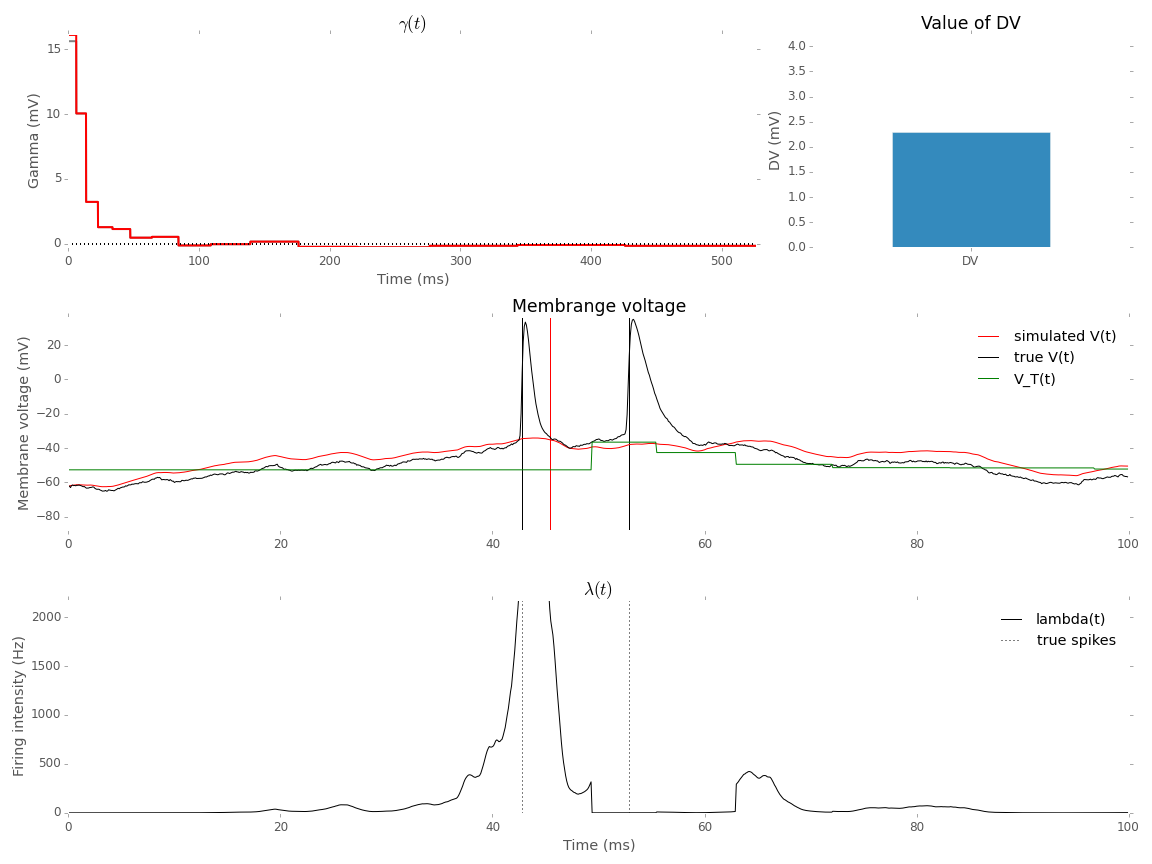 γ(t)
Gamma (mV)
15
10
5
0
0 100 200 300 400 500
Time (ms)
Value of DV
DV (mV)
4.0
3.5
3.0
2.5
2.0
1.5
1.0
0.5
0.0
DV
Membrange voltage
Membrane voltage (mV)
20
0
−20
−40
−60
−80
simulated V(t)
true V(t)
V_T(t)
0 20 40 60 80 100
λ(t)
Firing intensity (Hz)
2000
1500
1000
500
0
lambda(t)
true spikes
0 20 40 60 80 100
Time (ms)